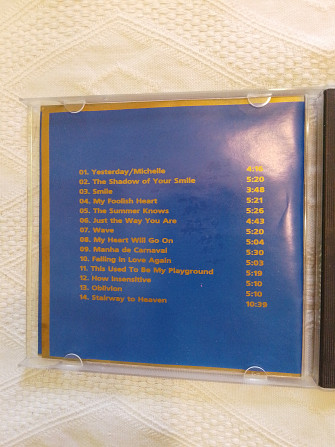 01. Yesterday/Michelle 4:16
02. The Shadow of Your Smile 5:20
03. Smile 3:48
04. My Foolish Heart 5:21
05. The Summer Knows 5:26
06. Just the Way You Are 4:43
07. Wave 5:20
08. My Heart Will Go On 5:04
09. Manha de Carnaval 5:30
10. Falling in Love Again 5:03
11. This Used To Be My Playground 5:19
12. How Insensitive 5:10
13. Oblivion 5:10
14. Stairway to Heaven 10:39